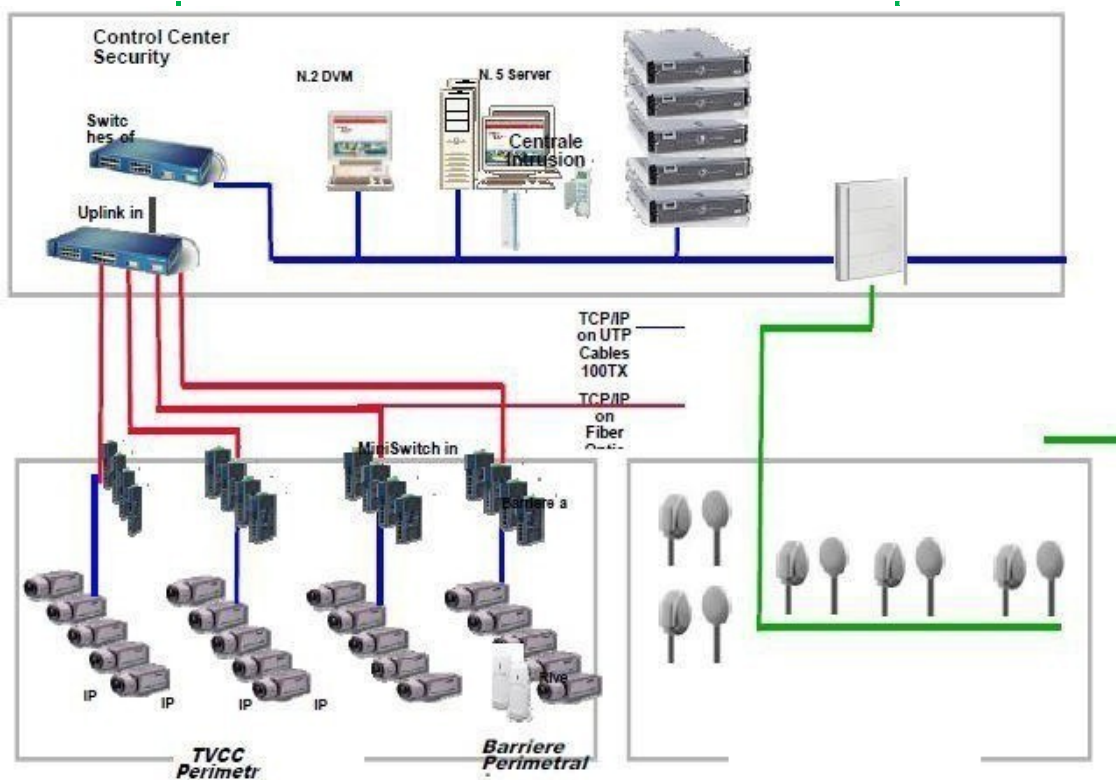 Control Center
Security
N.2 DVM
N. 5 Server
Switc
hes of
Centrale
Intrusion
Uplink in
TCP/IP
on UTP
Cables
100TX
TCP/IP
on
Fiber
MiniSwitch in
Barriere a
Rive
IP
IP
IP
IP
TVCC
Perimetr
Barriere
Perimetral